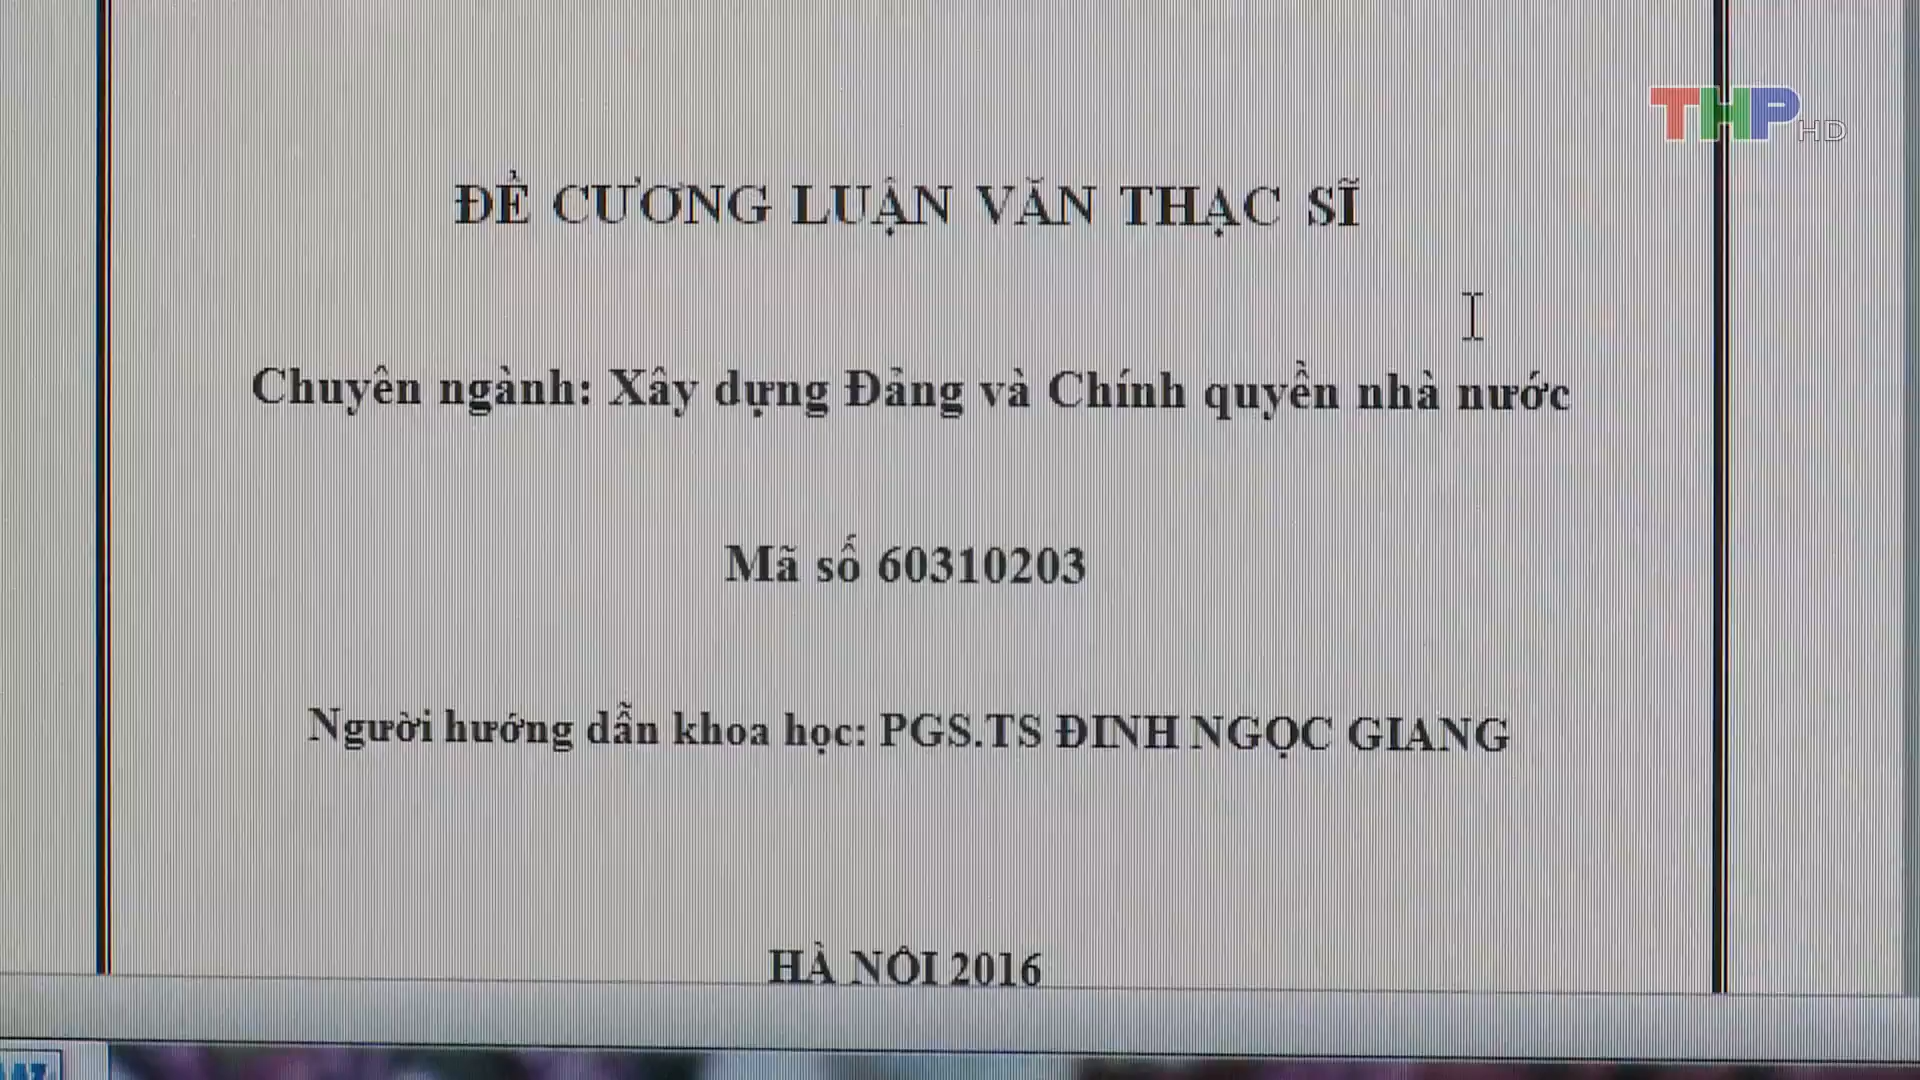 THP HD
ĐỀ CƯƠNG LUẬN VĂN THẠC SĨ
Chuyên ngành: Xây dựng Đảng và Chính quyền nhà nước
Mã số 60310203
Người hướng dẫn khoa học: PGS.TS ĐINH NGỌC GIANG
HÀ NỘI 2016